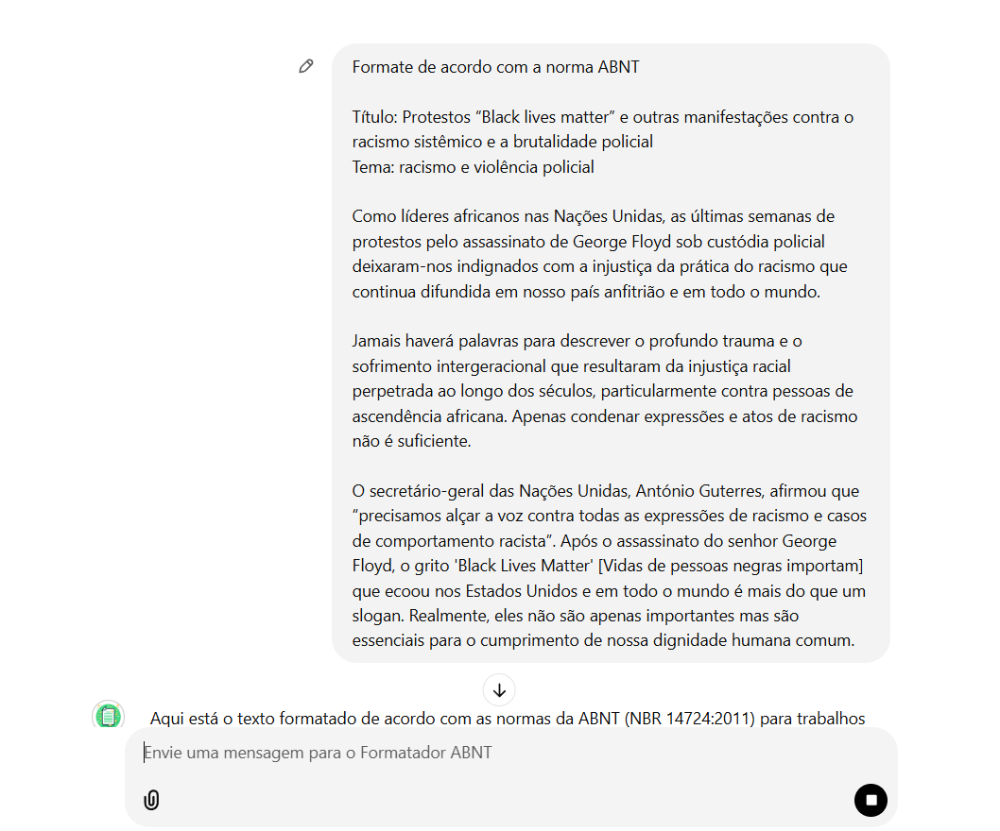 Formate de acordo com a norma ABNT
Título: Protestos “Black lives matter” e outras manifestações contra o
racismo sistêmico e a brutalidade policial
Tema: racismo e violência policial
Como líderes africanos nas Nações Unidas, as últimas semanas de
protestos pelo assassinato de George Floyd sob custódia policial
deixaram-nos indignados com a injustiça da prática do racismo que
continua difundida em nosso país anfitrião e em todo o mundo.
Jamais haverá palavras para descrever o profundo trauma e o
sofrimento intergeracional que resultaram da injustiça racial
perpetrada ao longo dos séculos, particularmente contra pessoas de
ascendência africana. Apenas condenar expressões e atos de racismo
não é suficiente.
O secretário-geral das Nações Unidas, António Guterres, afirmou que
“precisamos alçar a voz contra todas as expressões de racismo e casos
de comportamento racista”. Após o assassinato do senhor George
Floyd, o grito 'Black Lives Matter' [Vidas de pessoas negras importam]
que ecoou nos Estados Unidos e em todo o mundo é mais do que um
slogan. Realmente, eles não são apenas importantes mas são
essenciais para o cumprimento de nossa dignidade humana comum.
Aqui está o texto formatado de acordo com as normas da ABNT (NBR 14724:2011) para trabalhos
Envie uma mensagem para o Formatador ABNT